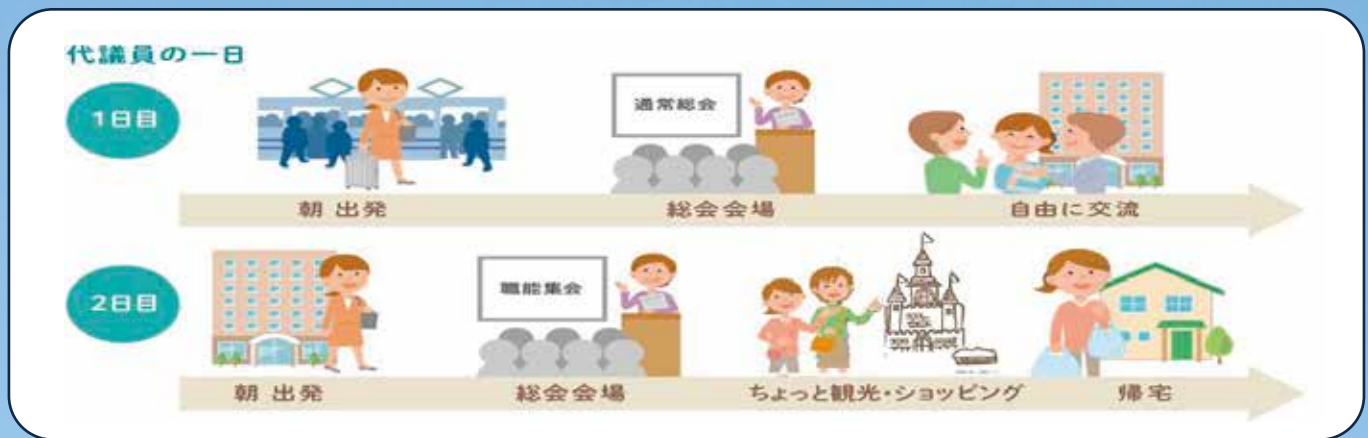 代議員の一日
1日目
通常総会
朝 出発
総会会場
自由に交流
2日目
職能集会
朝 出発
総会会場
ちょっと観光・ショッピング
帰宅